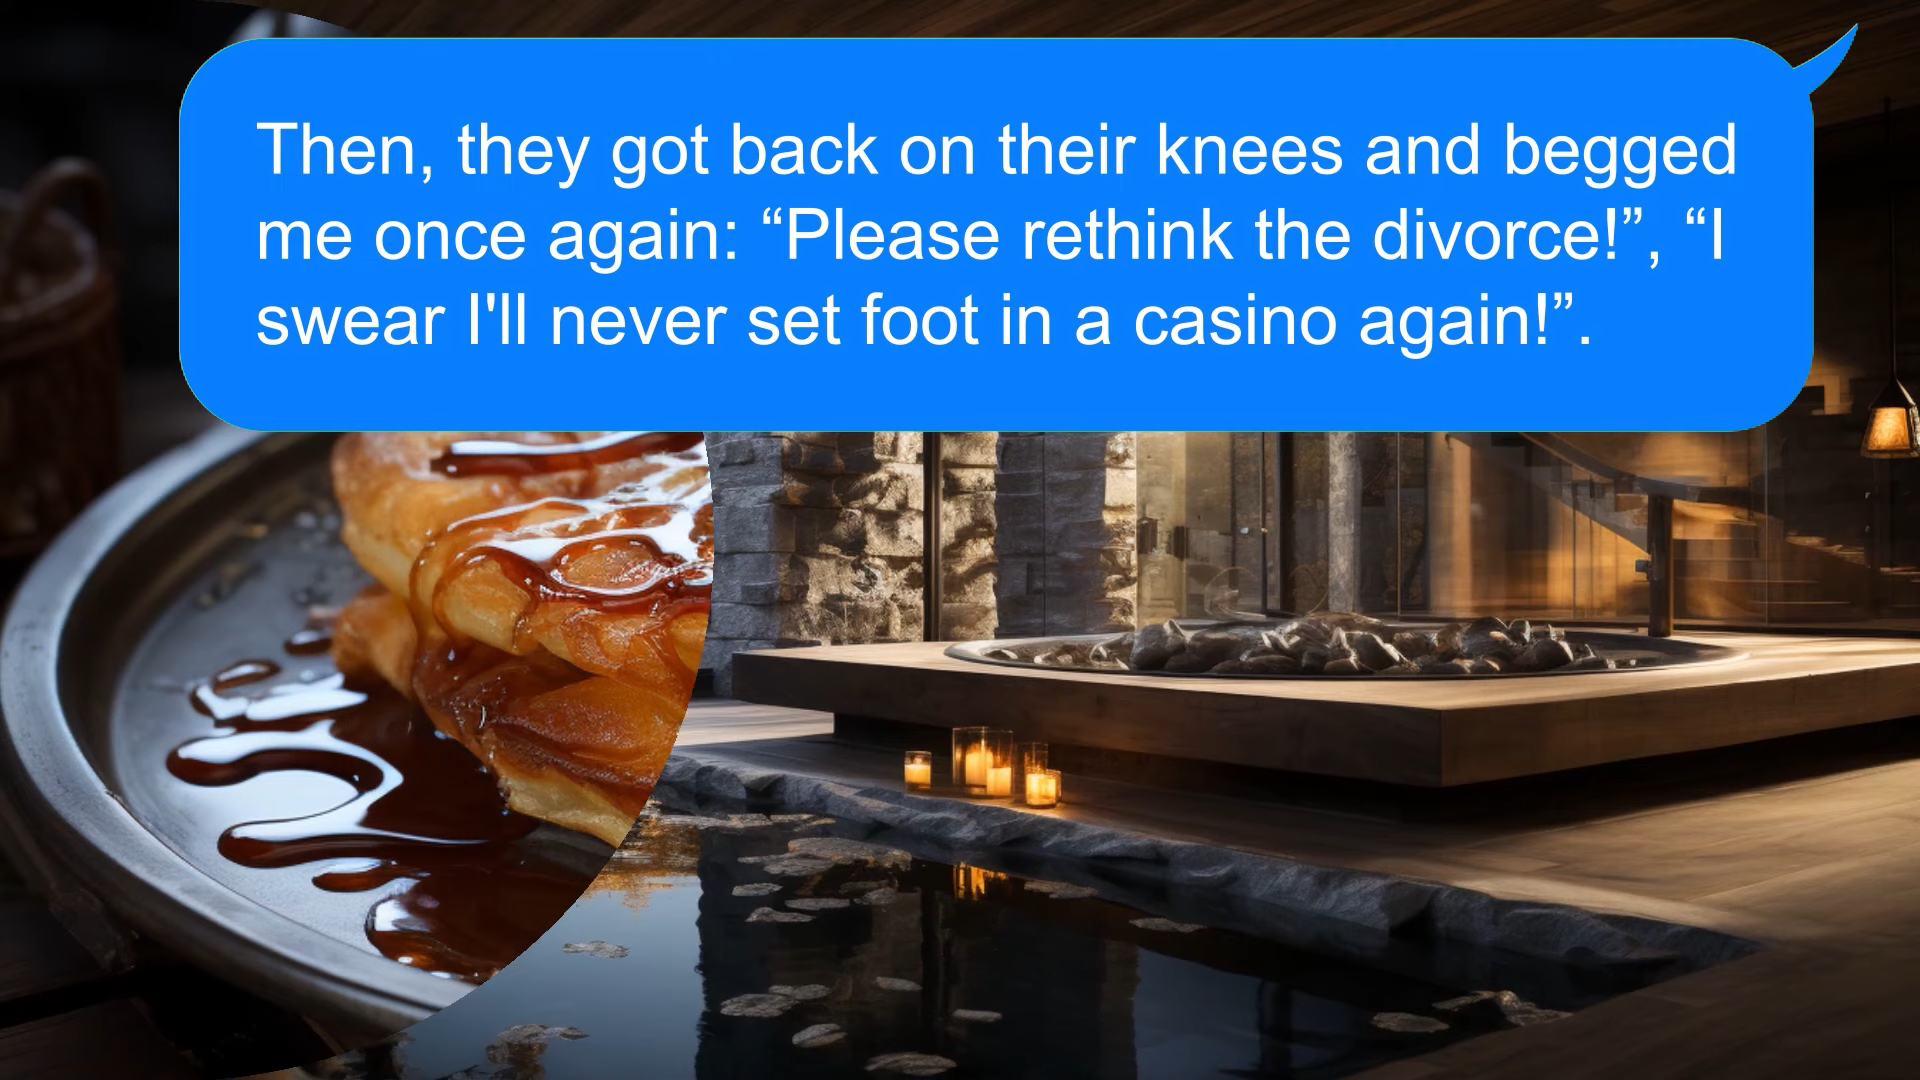 Then, they got back on their knees and begged
me once again: “Please rethink the divorce!”, “I
swear I'll never set foot in a casino again!”.